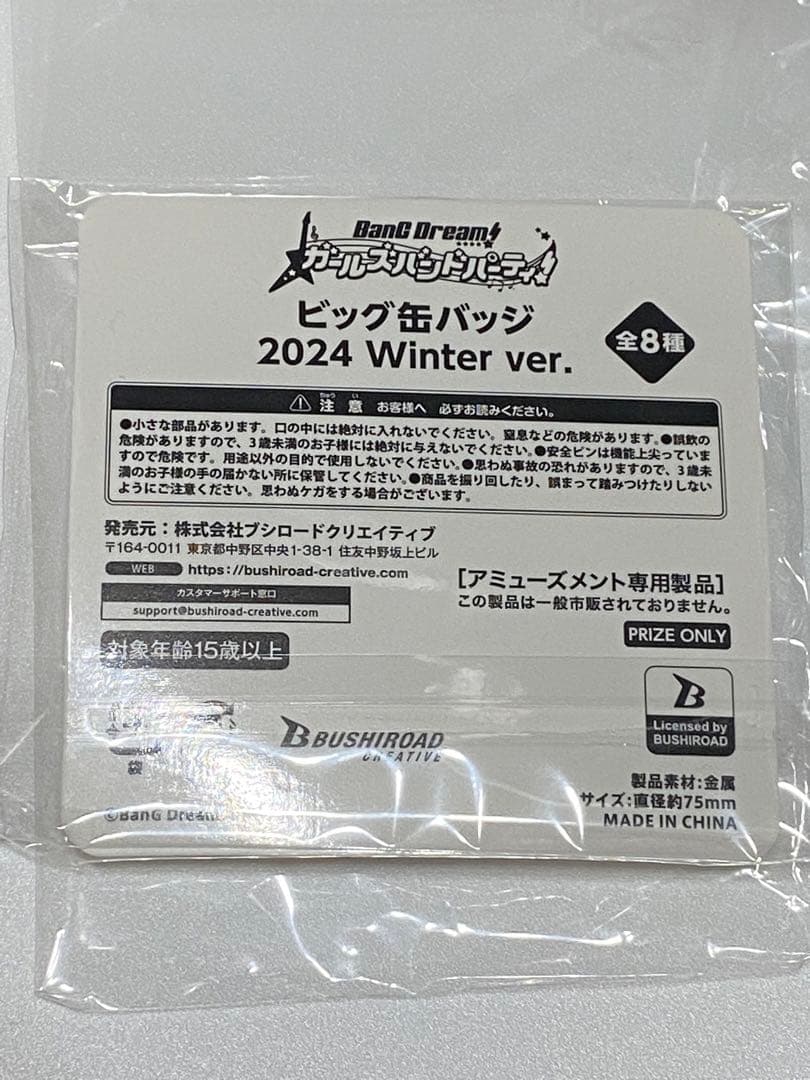 BanG Dream!
ガールズバンドパーティ!
ビッグ缶バッジ
2024 Winter ver.
全8種
注意 お客様へ 必ずお読みください。
●小さな部品があります。口の中には絶対に入れないでください。窒息などの危険があります。●誤飲の
危険がありますので、3歳未満のお子様には絶対に与えないでください。●安全ピンは機能上尖っていま
すので危険です。用途以外の目的で使用しないでください。●思わぬ事故の恐れがありますので、3歳未
満のお子様の手の届かない所に保管してください。●商品を振り回したり、誤まって踏みつけたりしない
ようにご注意ください。思わぬケガをする場合がございます。
発売元:株式会社ブシロードクリエイティブ
〒164-0011 東京都中野区中央1-38-1 住友中野坂上ビル
WEB https://bushiroad-creative.com
カスタマーサポート窓口
support@bushiroad-creative.com
[アミューズメント専用製品]
この製品は一般市販されておりません。
PRIZE ONLY
対象年齢15歳以上
袋
BUSHIROAD
CREATIVE
B
Licensed by
BUSHIROAD
製品素材:金属
サイズ:直径約75mm
MADE IN CHINA
©BanG Dream!